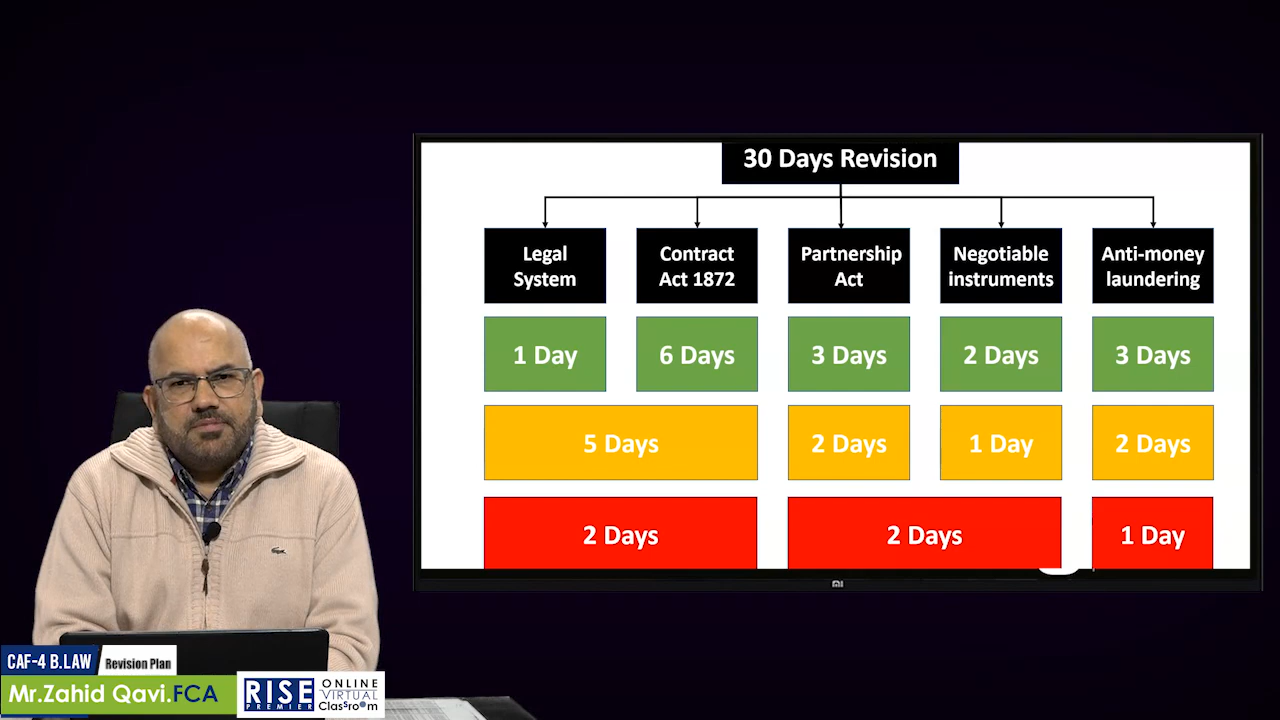 30 Days Revision
Legal
System
Contract
Act 1872
Partnership
Act
Negotiable
instruments
Anti-money
laundering
1 Day
6 Days
3 Days
2 Days
3 Days
5 Days
2 Days
1 Day
2 Days
2 Days
2 Days
1 Day
mi
CAF-4 B.LAW
Revision Plan
Mr.Zahid Qavi.FCA
RISE
PREMIER
ONLINE
VIRTUAL
Classroom